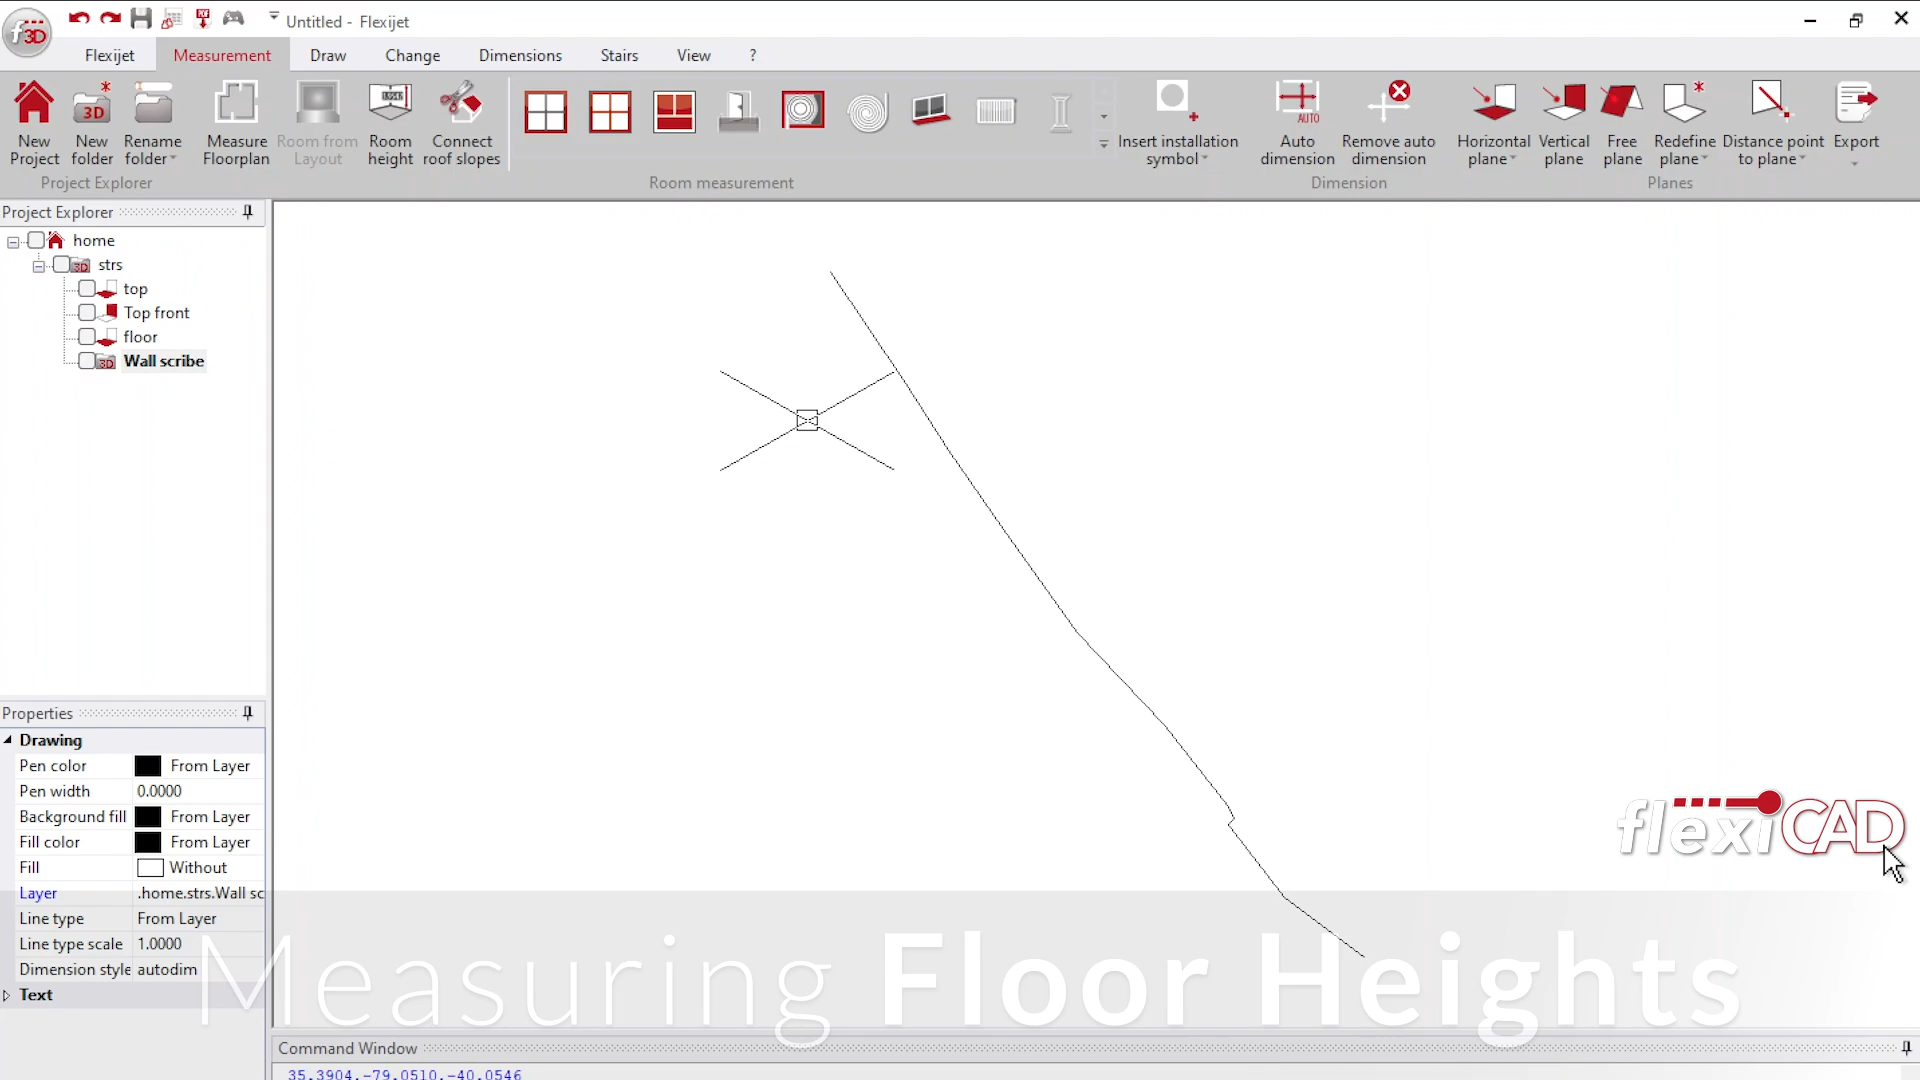 f3D
Untitled - Flexijet
Flexijet
Measurement
Draw
Change
Dimensions
Stairs
View
?
New
Project
New
folder
Rename
folder
Measure
Floorplan
Room from
Layout
Room
height
Connect
roof slopes
Insert installation
symbol
AUTO
Auto
dimension
Remove auto
dimension
Horizontal
plane
Vertical
plane
Free
plane
Redefine
plane
Distance point
to plane
Export
Project Explorer
Room measurement
Dimension
Planes
Project Explorer
home
strs
top
Top front
floor
Wall scribe
Properties
Drawing
Pen color From Layer
Pen width 0.0000
Background fill From Layer
Fill color From Layer
Fill Without
Layer .home.strs.Wall sc
Line type From Layer
Line type scale 1.0000
Dimension style autodim
Text
flexiCAD
Measuring Floor Heights
Command Window
35.3904,-79.0510,-40.0546